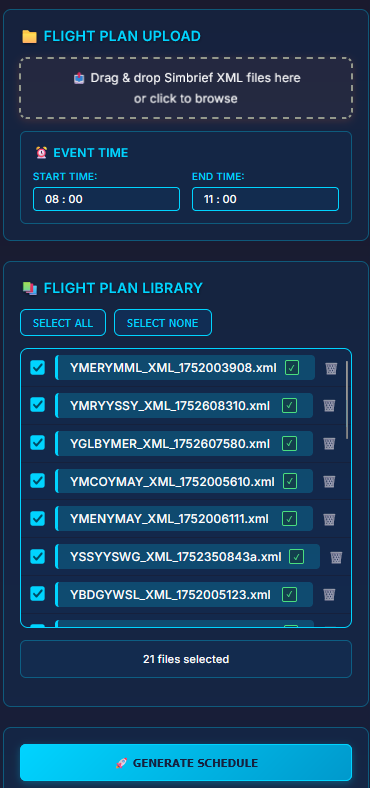 FLIGHT PLAN UPLOAD
Drag & drop Simbrief XML files here
or click to browse
EVENT TIME
START TIME: END TIME:
08 : 00 11 : 00
FLIGHT PLAN LIBRARY
SELECT ALL SELECT NONE
YMERYMML_XML_1752003908.xml
YMRYYSSY_XML_1752608310.xml
YGLBYMER_XML_1752607580.xml
YMCOYMAY_XML_1752005610.xml
YMENYMAY_XML_1752006111.xml
YSSYYSWG_XML_1752350843a.xml
YBDGYWSL_XML_1752005123.xml
21 files selected
GENERATE SCHEDULE